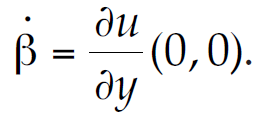 β̇ = ∂u/∂y (0, 0).